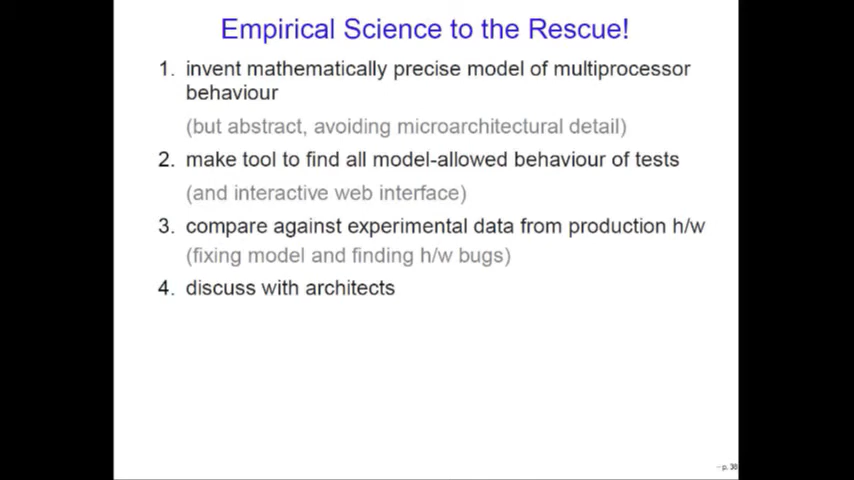 Empirical Science to the Rescue!
1. invent mathematically precise model of multiprocessor
behaviour
(but abstract, avoiding microarchitectural detail)
2. make tool to find all model-allowed behaviour of tests
(and interactive web interface)
3. compare against experimental data from production h/w
(fixing model and finding h/w bugs)
4. discuss with architects
– p. 38